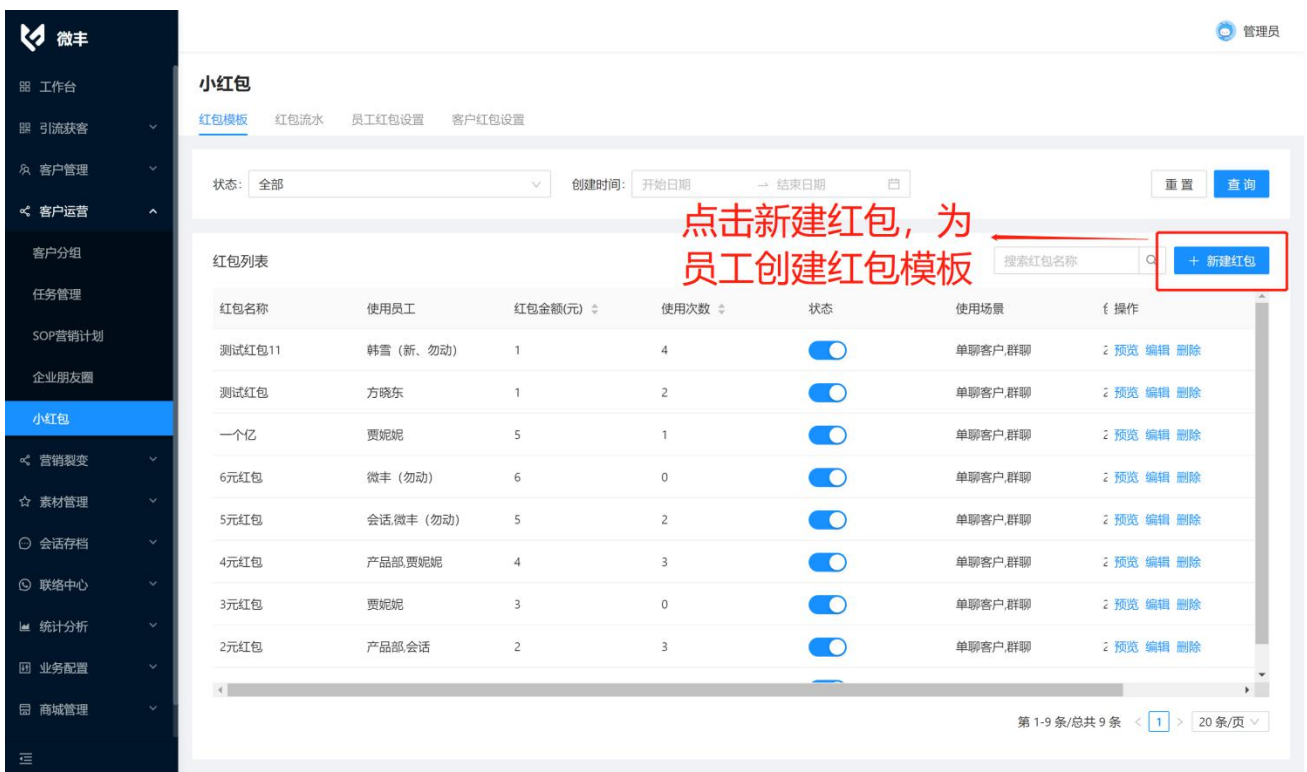 微丰
管理员
工作台
引流获客
客户管理
客户运营
客户分组
任务管理
SOP营销计划
企业朋友圈
小红包
营销裂变
素材管理
会话存档
联络中心
统计分析
业务配置
商城管理
小红包
红包模板 红包流水 员工红包设置 客户红包设置
状态: 全部 创建时间: 开始日期 → 结束日期 重置 查询
点击新建红包，为
员工创建红包模板
红包列表 搜索红包名称 + 新建红包
红包名称 使用员工 红包金额(元) 使用次数 状态 使用场景 操作
测试红包11 韩雪（新、勿动） 1 4 单聊客户,群聊 2 预览 编辑 删除
测试红包 方晓东 1 2 单聊客户,群聊 2 预览 编辑 删除
一个亿 贾妮妮 5 1 单聊客户,群聊 2 预览 编辑 删除
6元红包 微丰（勿动） 6 0 单聊客户,群聊 2 预览 编辑 删除
5元红包 会话,微丰（勿动） 5 2 单聊客户,群聊 2 预览 编辑 删除
4元红包 产品部,贾妮妮 4 3 单聊客户,群聊 2 预览 编辑 删除
3元红包 贾妮妮 3 0 单聊客户,群聊 2 预览 编辑 删除
2元红包 产品部,会话 2 3 单聊客户,群聊 2 预览 编辑 删除
第 1-9 条/总共 9 条 < 1 > 20 条/页